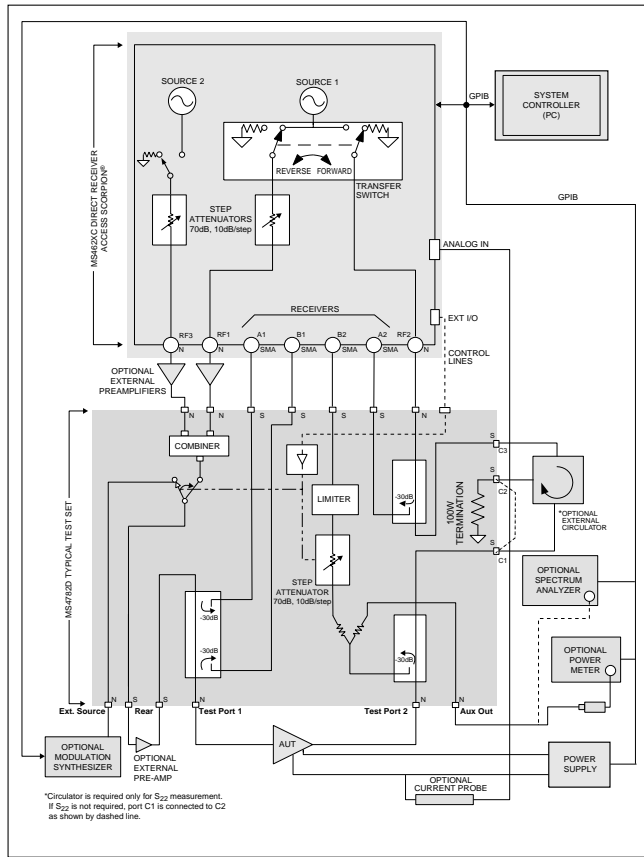 SOURCE 2
SOURCE 1
GPIB
SYSTEM
CONTROLLER
(PC)
REVERSE FORWARD
TRANSFER
SWITCH
GPIB
MS462XC DIRECT RECEIVER
ACCESS SCORPION®
STEP
ATTENUATORS
70dB, 10dB/step
ANALOG IN
RECEIVERS
EXT I/O
RF3
RF1
A1
B1
B2
A2
RF2
N
N
SMA
SMA
SMA
SMA
N
CONTROL
LINES
OPTIONAL
EXTERNAL
PREAMPLIFIERS
N
N
S
S
S
S
N
S
C3
COMBINER
S
C2
LIMITER
-30dB
100W
TERMINATION
*OPTIONAL
EXTERNAL
CIRCULATOR
S
C1
MS4782D TYPICAL TEST SET
STEP
ATTENUATOR
70dB, 10dB/step
OPTIONAL
SPECTRUM
ANALYZER
-30dB
-30dB
-30dB
OPTIONAL
POWER
METER
N
S
S
N
N
N
Ext. Source
Rear
Test Port 1
Test Port 2
Aux Out
OPTIONAL
MODULATION
SYNTHESIZER
OPTIONAL
EXTERNAL
PRE-AMP
AUT
POWER
SUPPLY
OPTIONAL
CURRENT PROBE
*Circulator is required only for S22 measurement.
If S22 is not required, port C1 is connected to C2
as shown by dashed line.